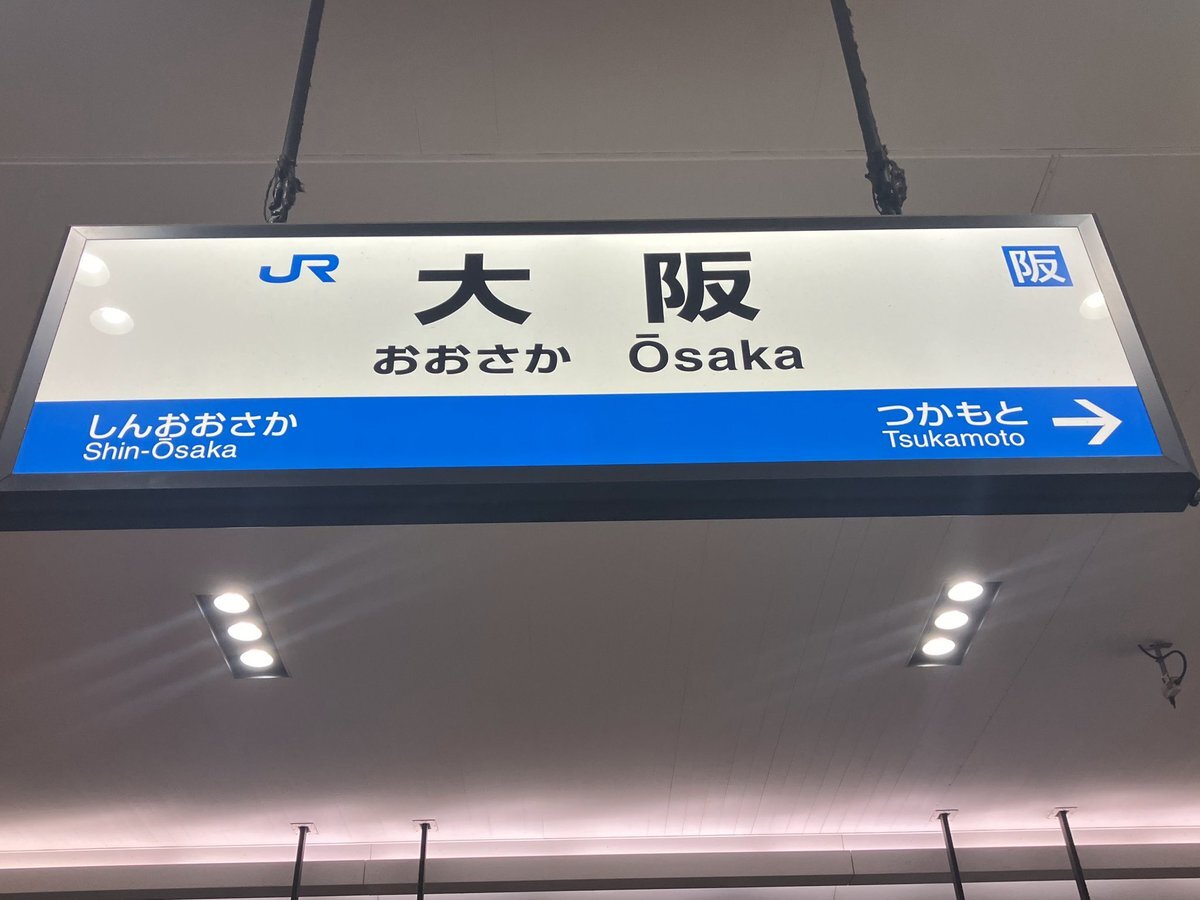 JR 大阪 阪
おおさか Ōsaka
しんおおさか つかもと →
Shin-Ōsaka Tsukamoto